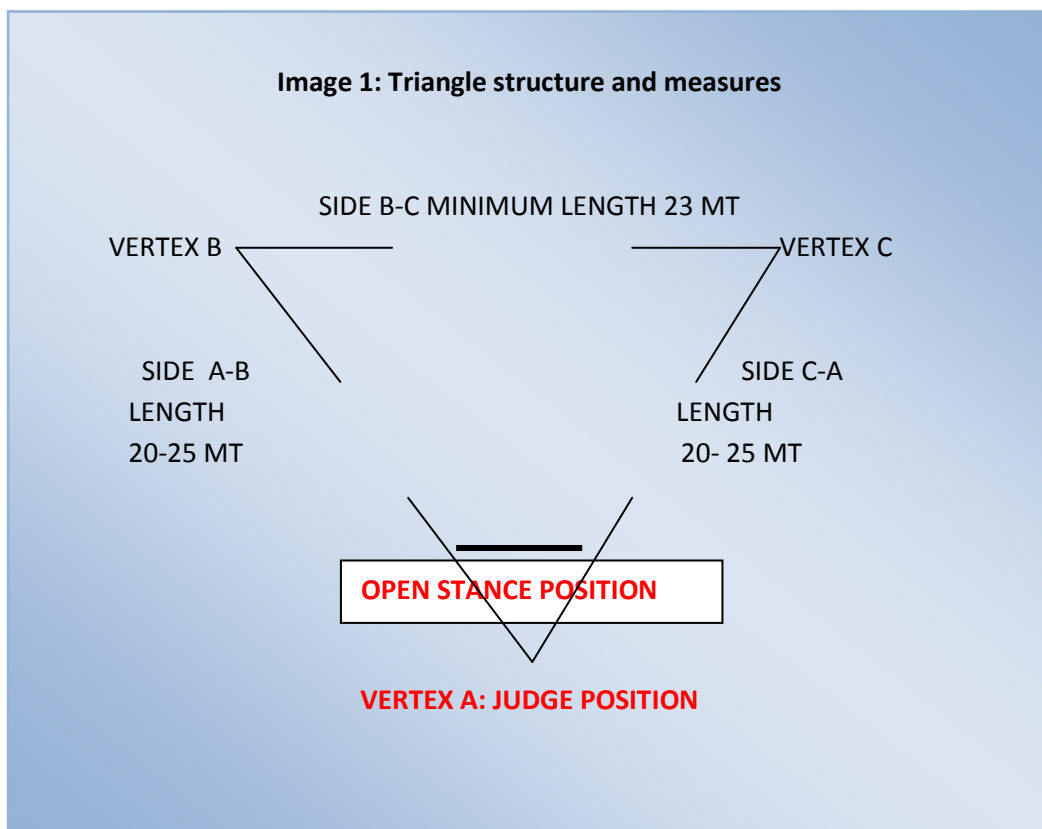 Image 1: Triangle structure and measures
SIDE B-C MINIMUM LENGTH 23 MT
VERTEX B
VERTEX C
SIDE A-B
LENGTH
20-25 MT
SIDE C-A
LENGTH
20- 25 MT
OPEN STANCE POSITION
VERTEX A: JUDGE POSITION